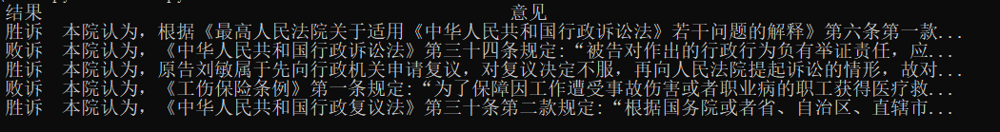 结果 意见
胜诉 本院认为，根据《最高人民法院关于适用《中华人民共和国行政诉讼法》若干问题的解释》第六条第一款...
败诉 本院认为，《中华人民共和国行政诉讼法》第三十四条规定：“被告对作出的行政行为负有举证责任，应...
胜诉 本院认为，原告刘敏属于先向行政机关申请复议，对复议决定不服，再向人民法院提起诉讼的情形，故对...
败诉 本院认为，《工伤保险条例》第一条规定：“为了保障因工作遭受事故伤害或者职业病的职工获得医疗救...
胜诉 本院认为，《中华人民共和国行政复议法》第三十条第二款规定：“根据国务院或者省、自治区、直辖市...